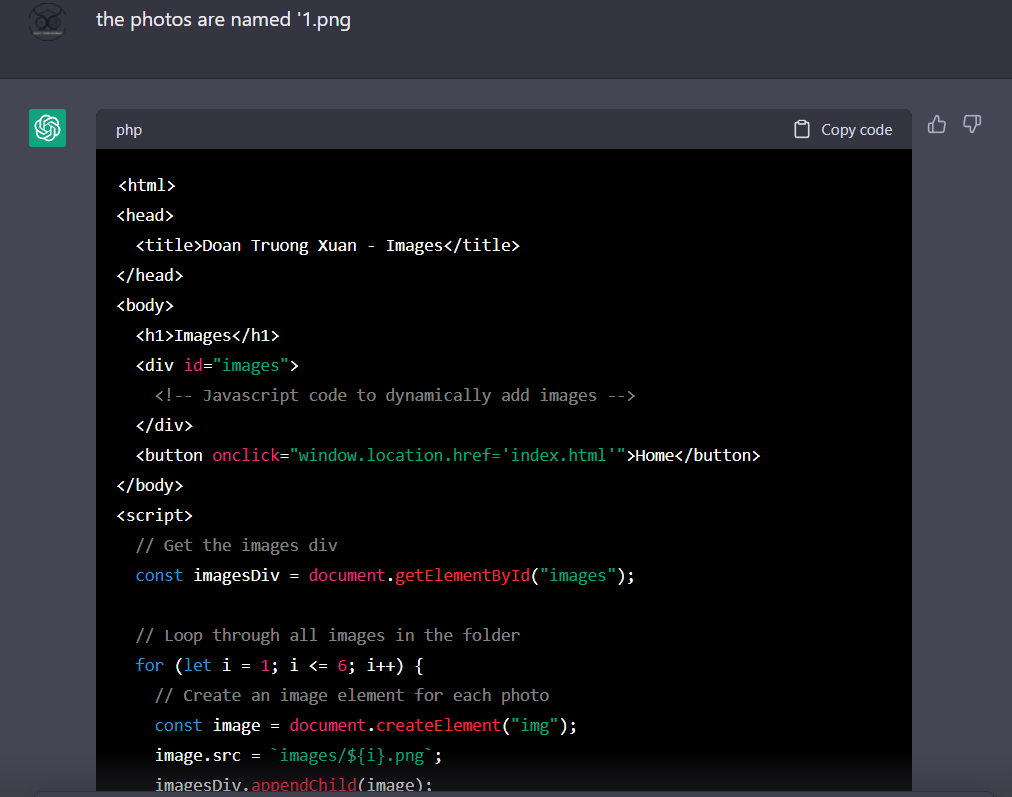 the photos are named '1.png
php
Copy code
<html>
<head>
  <title>Doan Truong Xuan - Images</title>
</head>
<body>
  <h1>Images</h1>
  <div id="images">
    <!-- Javascript code to dynamically add images -->
  </div>
  <button onclick="window.location.href='index.html'">Home</button>
</body>
<script>
  // Get the images div
  const imagesDiv = document.getElementById("images");
  // Loop through all images in the folder
  for (let i = 1; i <= 6; i++) {
    // Create an image element for each photo
    const image = document.createElement("img");
    image.src = `images/${i}.png`;
    imagesDiv.appendChild(image);